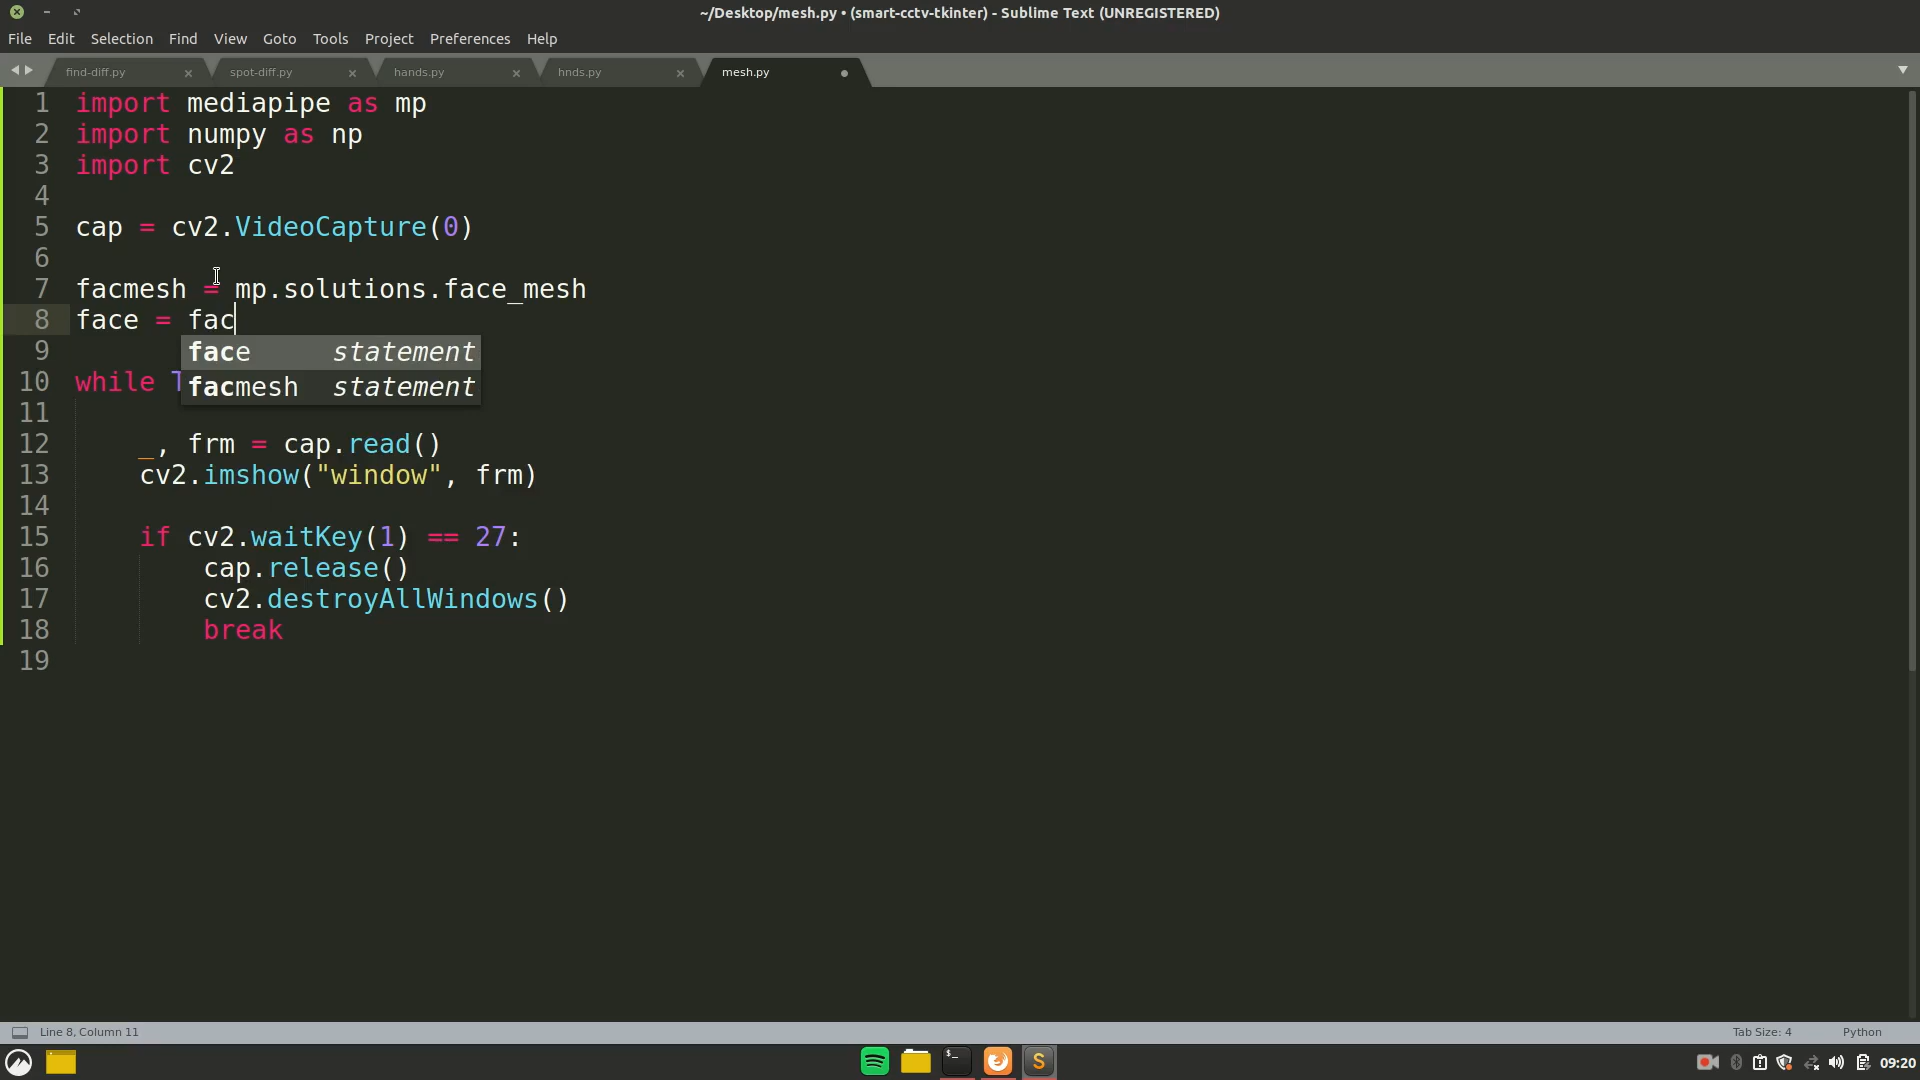 ~/Desktop/mesh.py • (smart-cctv-tkinter) - Sublime Text (UNREGISTERED)
File Edit Selection Find View Goto Tools Project Preferences Help
find-diff.py spot-diff.py hands.py hnds.py mesh.py
1 import mediapipe as mp
2 import numpy as np
3 import cv2
4
5 cap = cv2.VideoCapture(0)
6
7 facmesh = mp.solutions.face_mesh
8 face = fac
9 face statement
10 while T facmesh statement
11
12 _, frm = cap.read()
13 cv2.imshow("window", frm)
14
15 if cv2.waitKey(1) == 27:
16 cap.release()
17 cv2.destroyAllWindows()
18 break
19
Line 8, Column 11 Tab Size: 4 Python
09:20